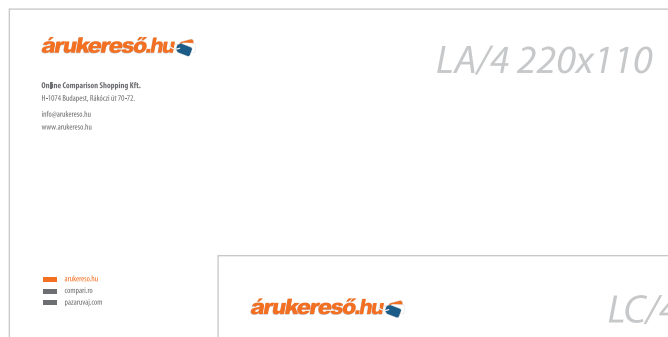 árukereső.hu
LA/4 220x110
Online Comparison Shopping Kft.
H-1074 Budapest, Rákóczi út 70-72.
info@arukereso.hu
www.arukereso.hu
arukereso.hu
compari.ro
pazaruvaj.com
árukereső.hu
LC/4